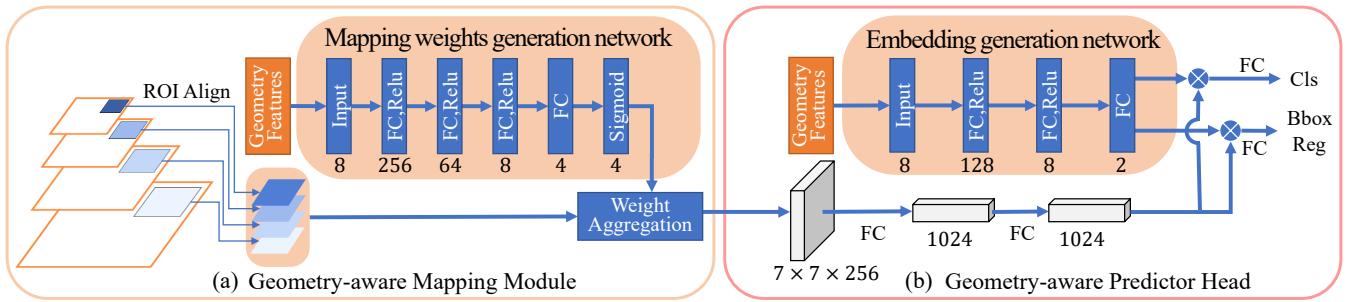 Mapping weights generation network
ROI Align
Geometry
Features
Input
FC,Relu
FC,Relu
FC,Relu
FC
Sigmoid
8
256
64
8
4
4
Weight
Aggregation
(a) Geometry-aware Mapping Module
Embedding generation network
Geometry
Features
Input
FC,Relu
FC,Relu
FC
8
128
8
2
FC
Cls
Bbox
Reg
FC
FC
1024
FC
1024
7 × 7 × 256
(b) Geometry-aware Predictor Head